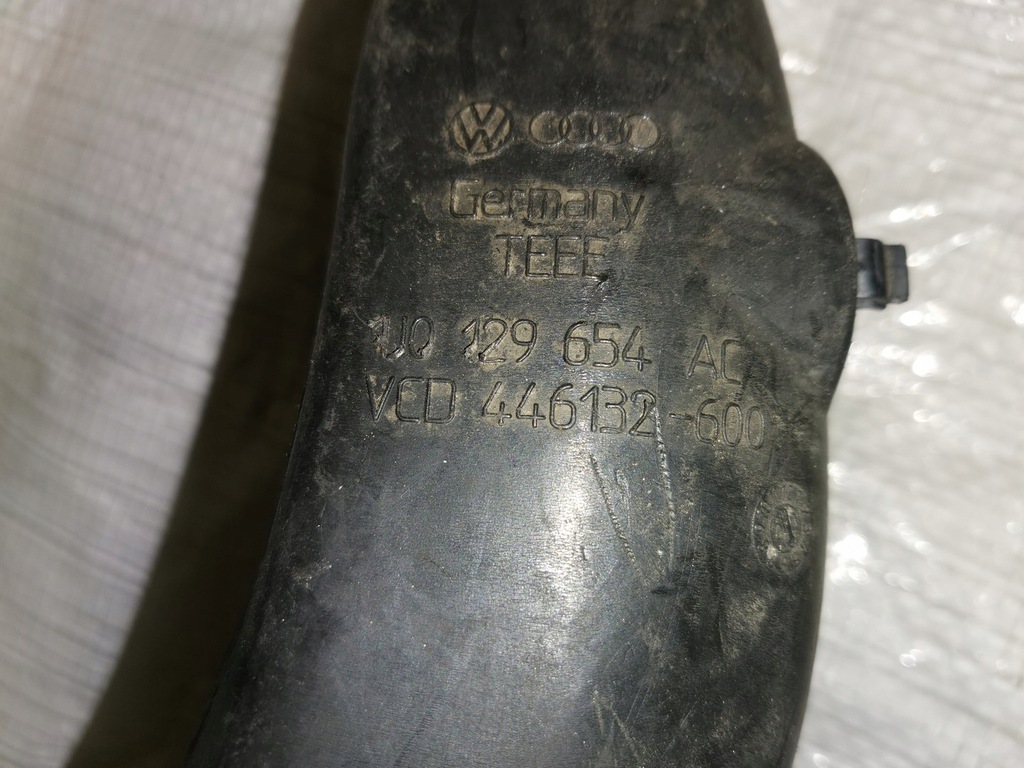 Germany
TEEE
1J0 129 654 AC
VCD 446132-600